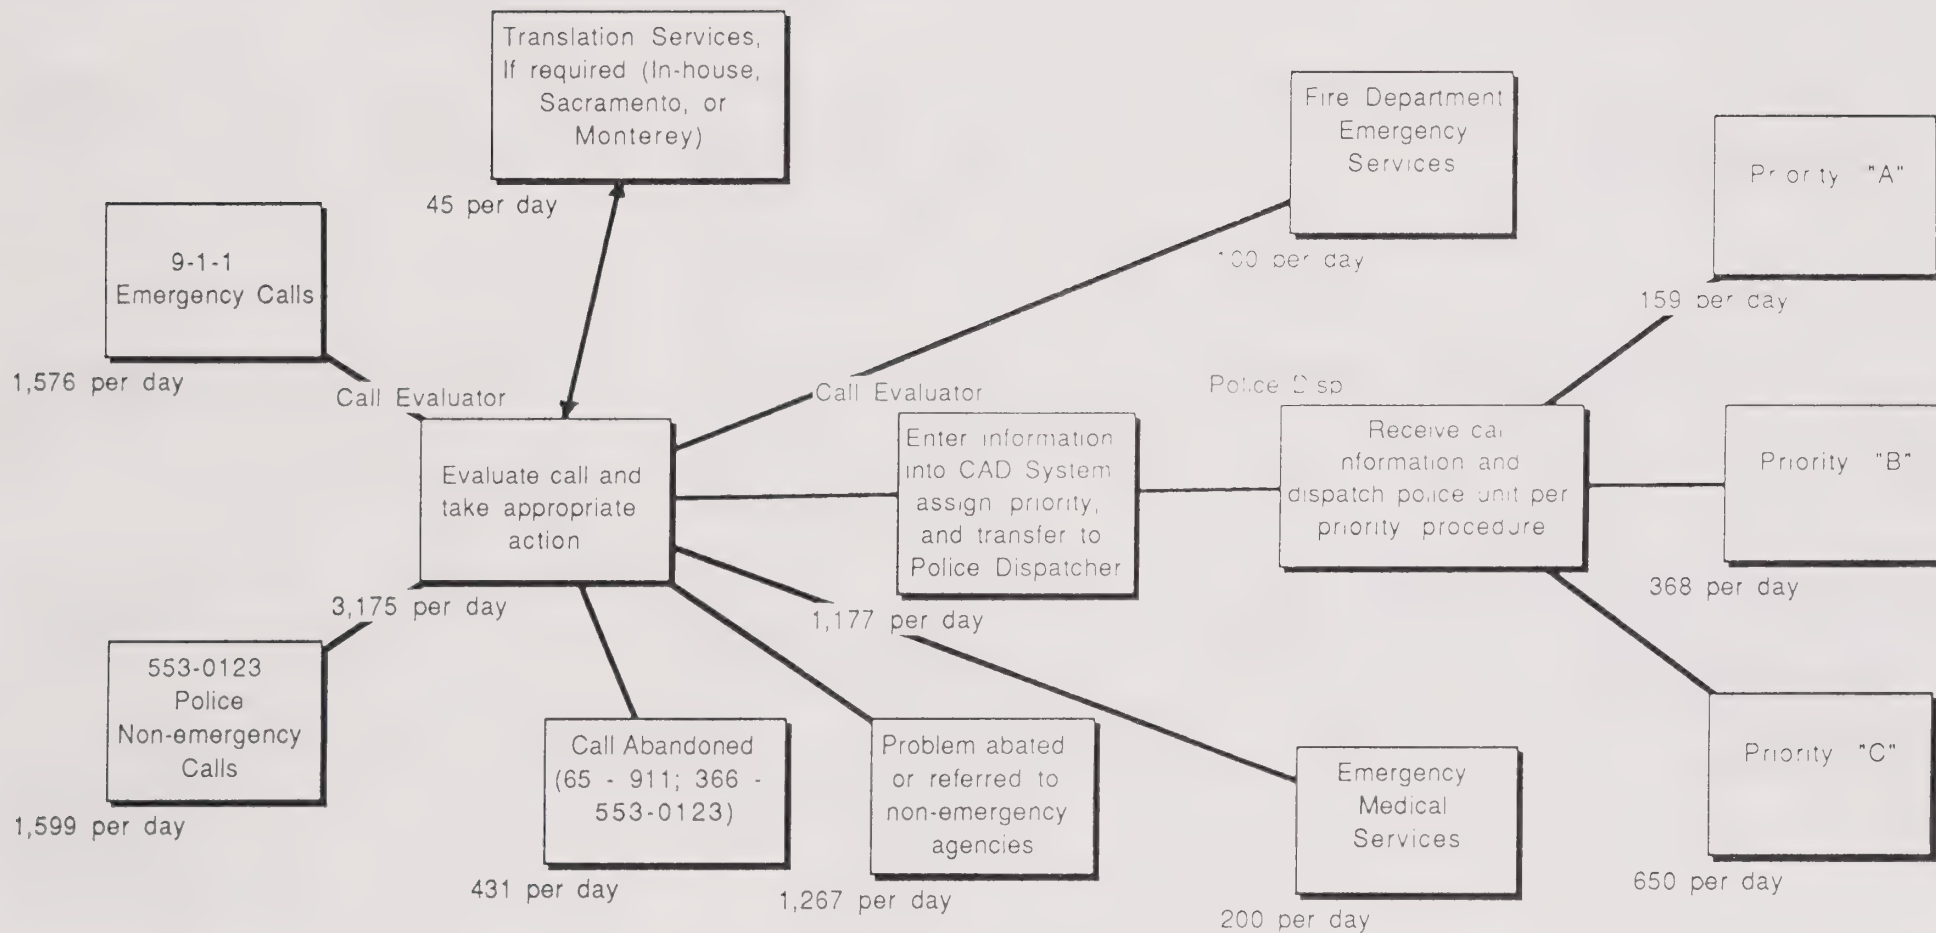 Translation Services,
If required (In-house,
Sacramento, or
Monterey)
45 per day
Fire Department
Emergency
Services
100 per day
Priority "A"
159 per day
9-1-1
Emergency Calls
1,576 per day
Call Evaluator
Call Evaluator
Police Disp
Evaluate call and
take appropriate
action
3,175 per day
Enter information
into CAD System
assign priority,
and transfer to
Police Dispatcher
1,177 per day
Receive call
information and
dispatch police unit per
priority procedure
Priority "B"
368 per day
553-0123
Police
Non-emergency
Calls
1,599 per day
Call Abandoned
(65 - 911; 366 -
553-0123)
431 per day
Problem abated
or referred to
non-emergency
agencies
1,267 per day
Emergency
Medical
Services
200 per day
Priority "C"
650 per day